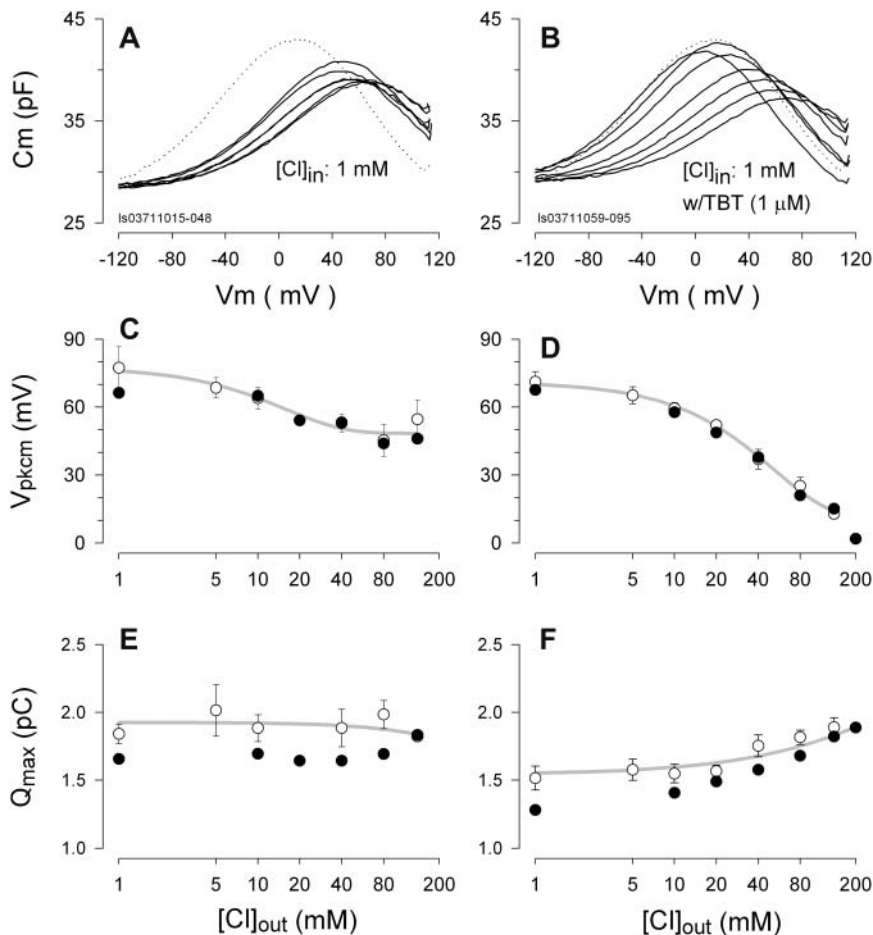 A
B
45
35
25
Cm (pF)
[Cl]in: 1 mM
ls03711015-048
-120 -80 -40 0 40 80 120
Vm ( mV )
[Cl]in: 1 mM
w/TBT (1 μM)
ls03711059-095
-120 -80 -40 0 40 80 120
Vm ( mV )
C
D
90
60
30
0
Vpkcm (mV)
1 5 10 20 40 80 200
90
60
30
0
1 5 10 20 40 80 200
E
F
2.5
2.0
1.5
1.0
Qmax (pC)
1 5 10 20 40 80 200
[Cl]out (mM)
2.5
2.0
1.5
1.0
1 5 10 20 40 80 200
[Cl]out (mM)